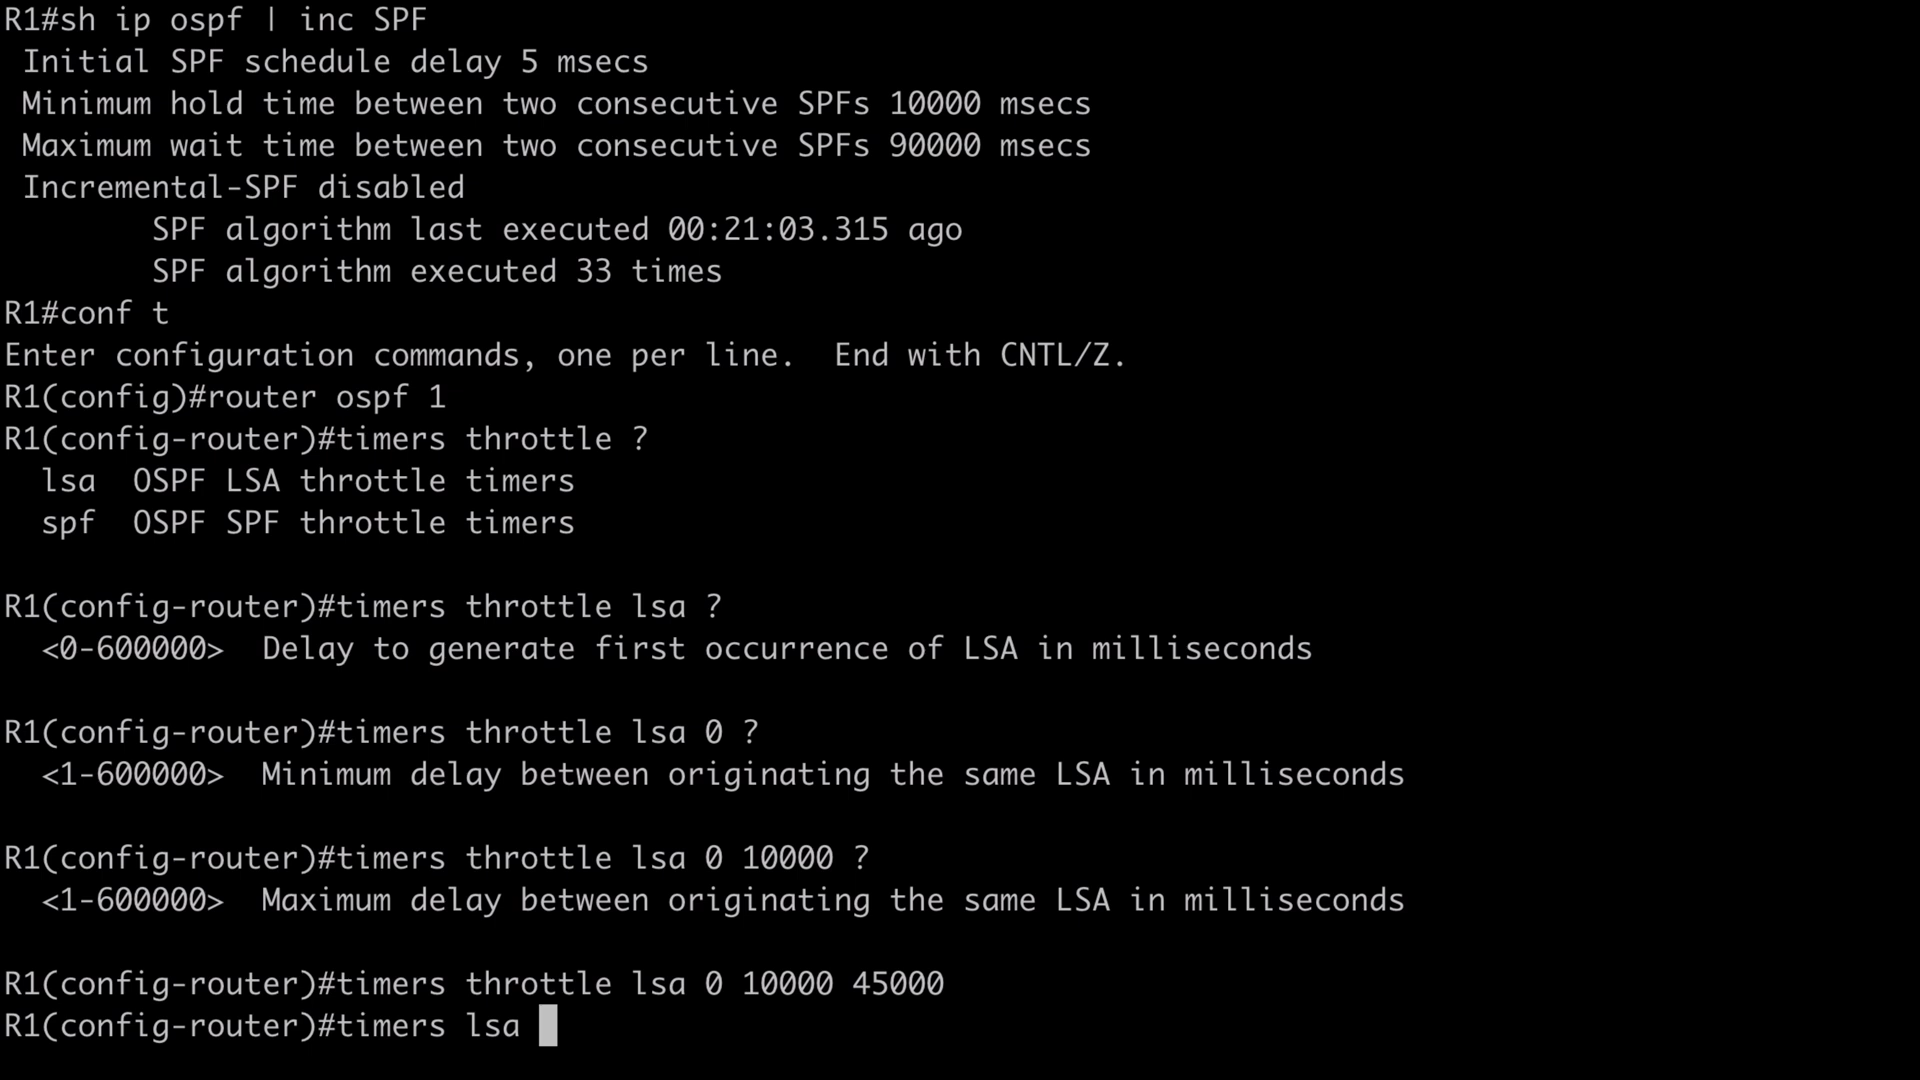 R1#sh ip ospf | inc SPF
 Initial SPF schedule delay 5 msecs
 Minimum hold time between two consecutive SPFs 10000 msecs
 Maximum wait time between two consecutive SPFs 90000 msecs
 Incremental-SPF disabled
        SPF algorithm last executed 00:21:03.315 ago
        SPF algorithm executed 33 times
R1#conf t
Enter configuration commands, one per line.  End with CNTL/Z.
R1(config)#router ospf 1
R1(config-router)#timers throttle ?
  lsa  OSPF LSA throttle timers
  spf  OSPF SPF throttle timers

R1(config-router)#timers throttle lsa ?
  <0-600000>  Delay to generate first occurrence of LSA in milliseconds

R1(config-router)#timers throttle lsa 0 ?
  <1-600000>  Minimum delay between originating the same LSA in milliseconds

R1(config-router)#timers throttle lsa 0 10000 ?
  <1-600000>  Maximum delay between originating the same LSA in milliseconds

R1(config-router)#timers throttle lsa 0 10000 45000
R1(config-router)#timers lsa